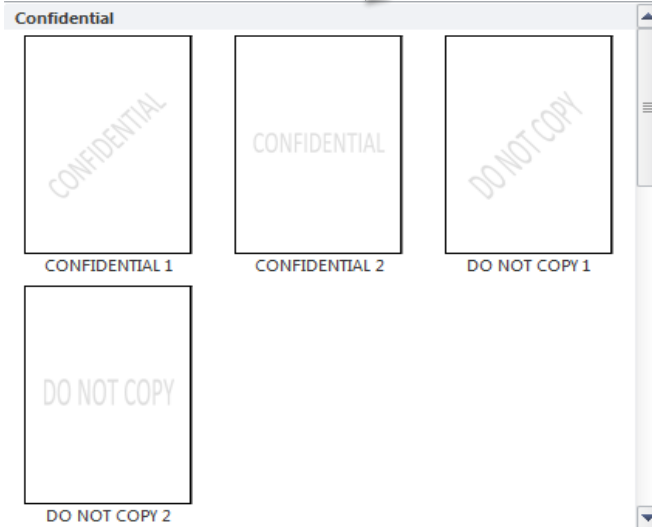 Confidential
CONFIDENTIAL
CONFIDENTIAL
DO NOT COPY
CONFIDENTIAL 1
CONFIDENTIAL 2
DO NOT COPY 1
DO NOT COPY
DO NOT COPY 2